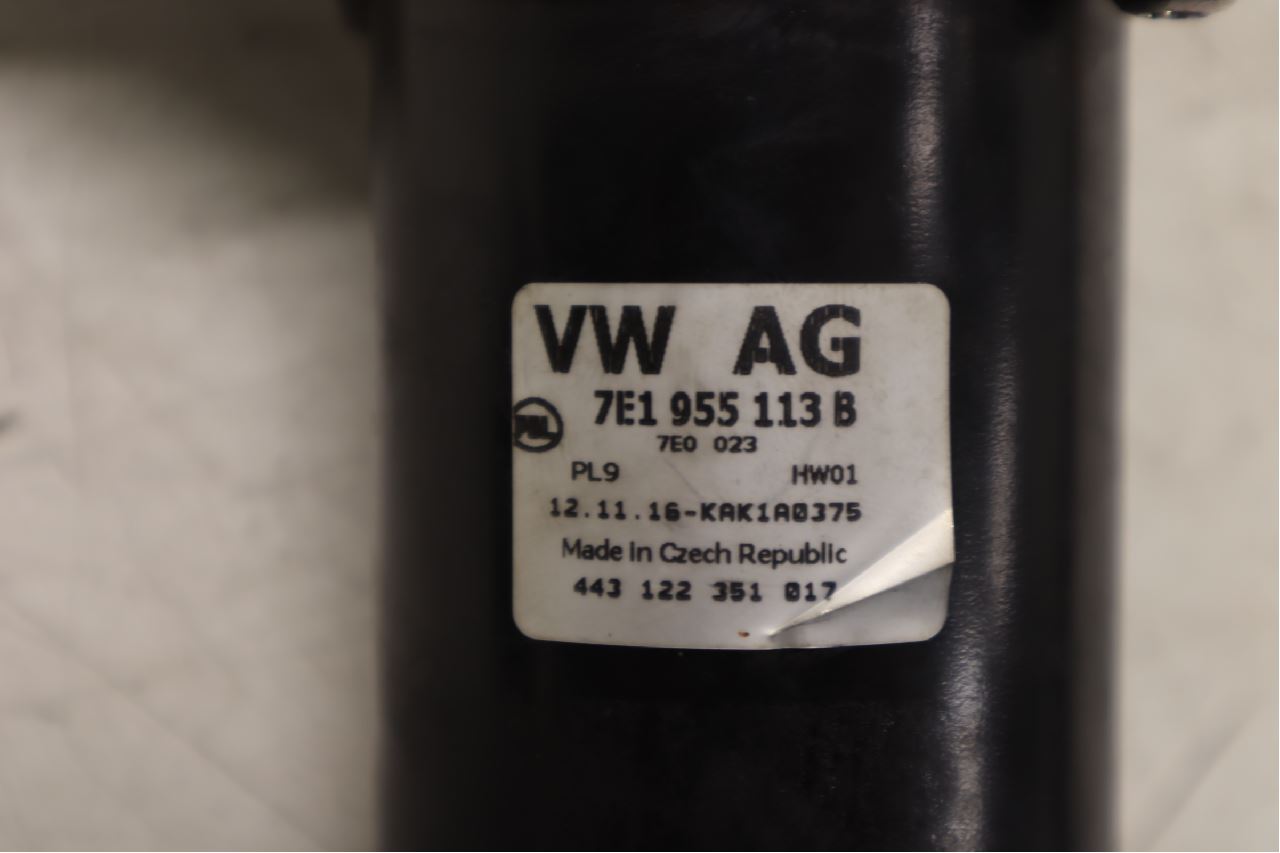 VW AG
7E1 955 113 B
7E0 023
PL9 HW01
12.11.16-KAK1A0375
Made in Czech Republic
443 122 351 017